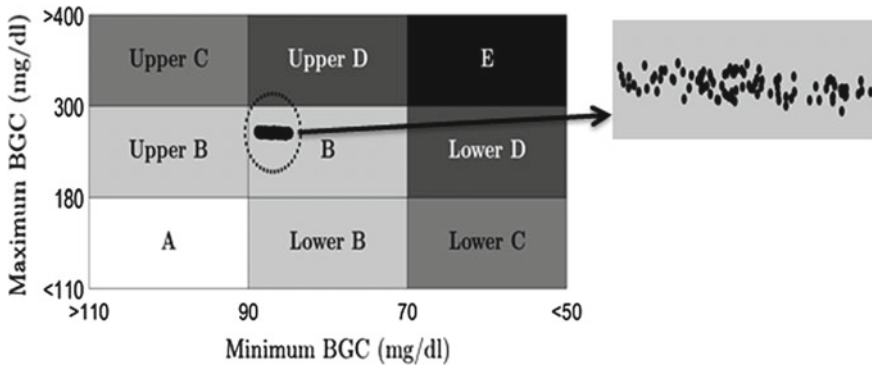 Maximum BGC (mg/dl)
>400
300
180
<110
Upper C
Upper D
E
Upper B
B
Lower D
A
Lower B
Lower C
>110
90
70
<50
Minimum BGC (mg/dl)